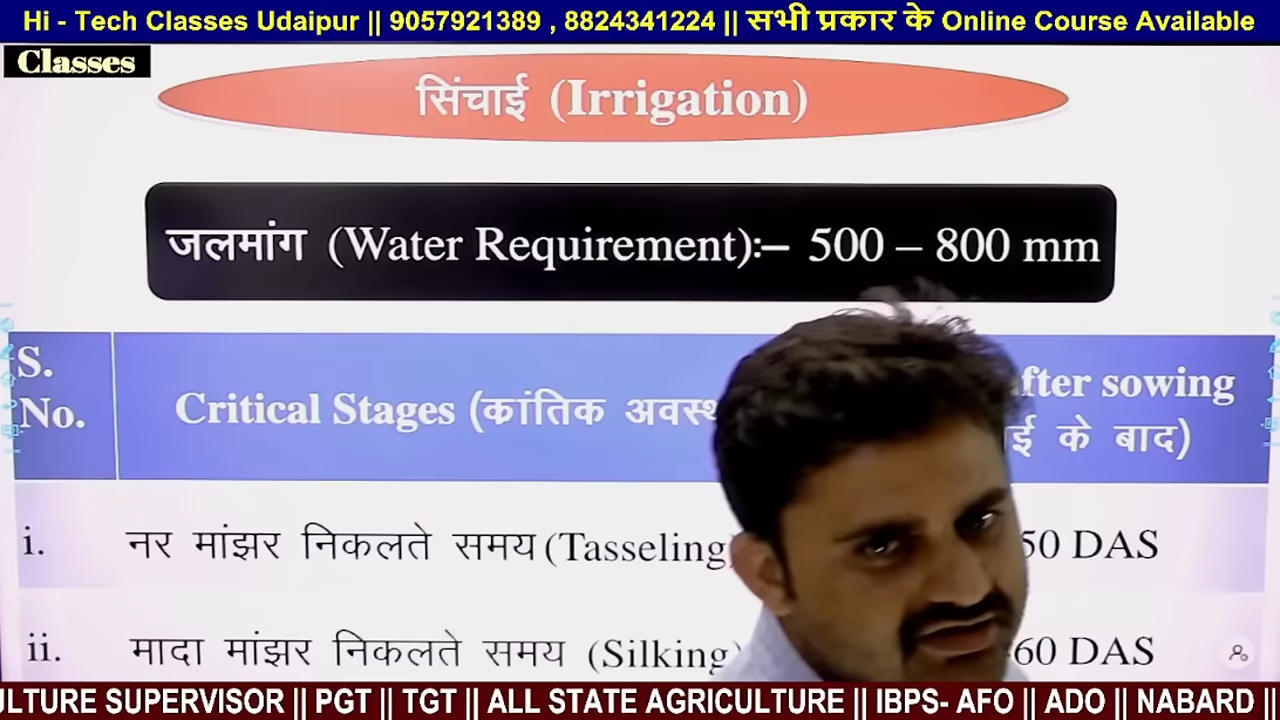 Hi - Tech Classes Udaipur || 9057921389 , 8824341224 || सभी प्रकार के Online Course Available
Classes
सिंचाई (Irrigation)
जलमांग (Water Requirement):– 500 – 800 mm
S. No.
Critical Stages (कांतिक
after sowing
के बाद)
i. नर मांझर निकलते समय (Tasseling) 50 DAS
ii. मादा मांझर निकलते समय (Silking) 60 DAS
SUPERVISOR || PGT || TGT || ALL STATE AGRICULTURE || IBPS- AFO || ADO || NABARD ||